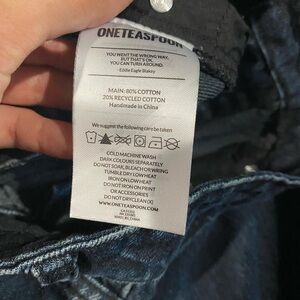 ONETEASPOON
YOU WENT THE WRONG WAY,
BUT THAT'S OK,
YOU CAN TURN AROUND.
- Eddie Eagle Blakey
MAIN: 80% COTTON
20% RECYCLED COTTON
Handmade in China
We suggest the following care be taken
COLD MACHINE WASH
DARK COLOURS SEPARATELY
DO NOT SOAK, BLEACH OR WRING
TUMBLE DRY LOW HEAT
IRON ON LOW HEAT
DO NOT IRON ON PRINT
OR ACCESSORIES
DO NOT DRYCLEAN (X)
WWW.ONETEASPOON.COM